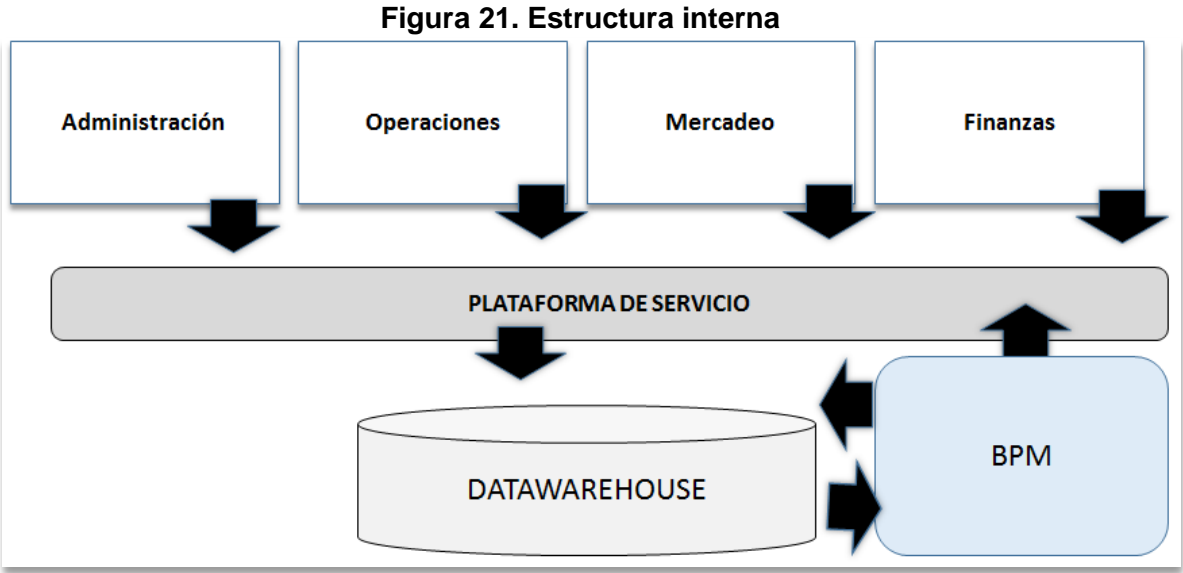 Figura 21. Estructura interna
Administración
Operaciones
Mercadeo
Finanzas
PLATAFORMA DE SERVICIO
DATAWAREHOUSE
BPM